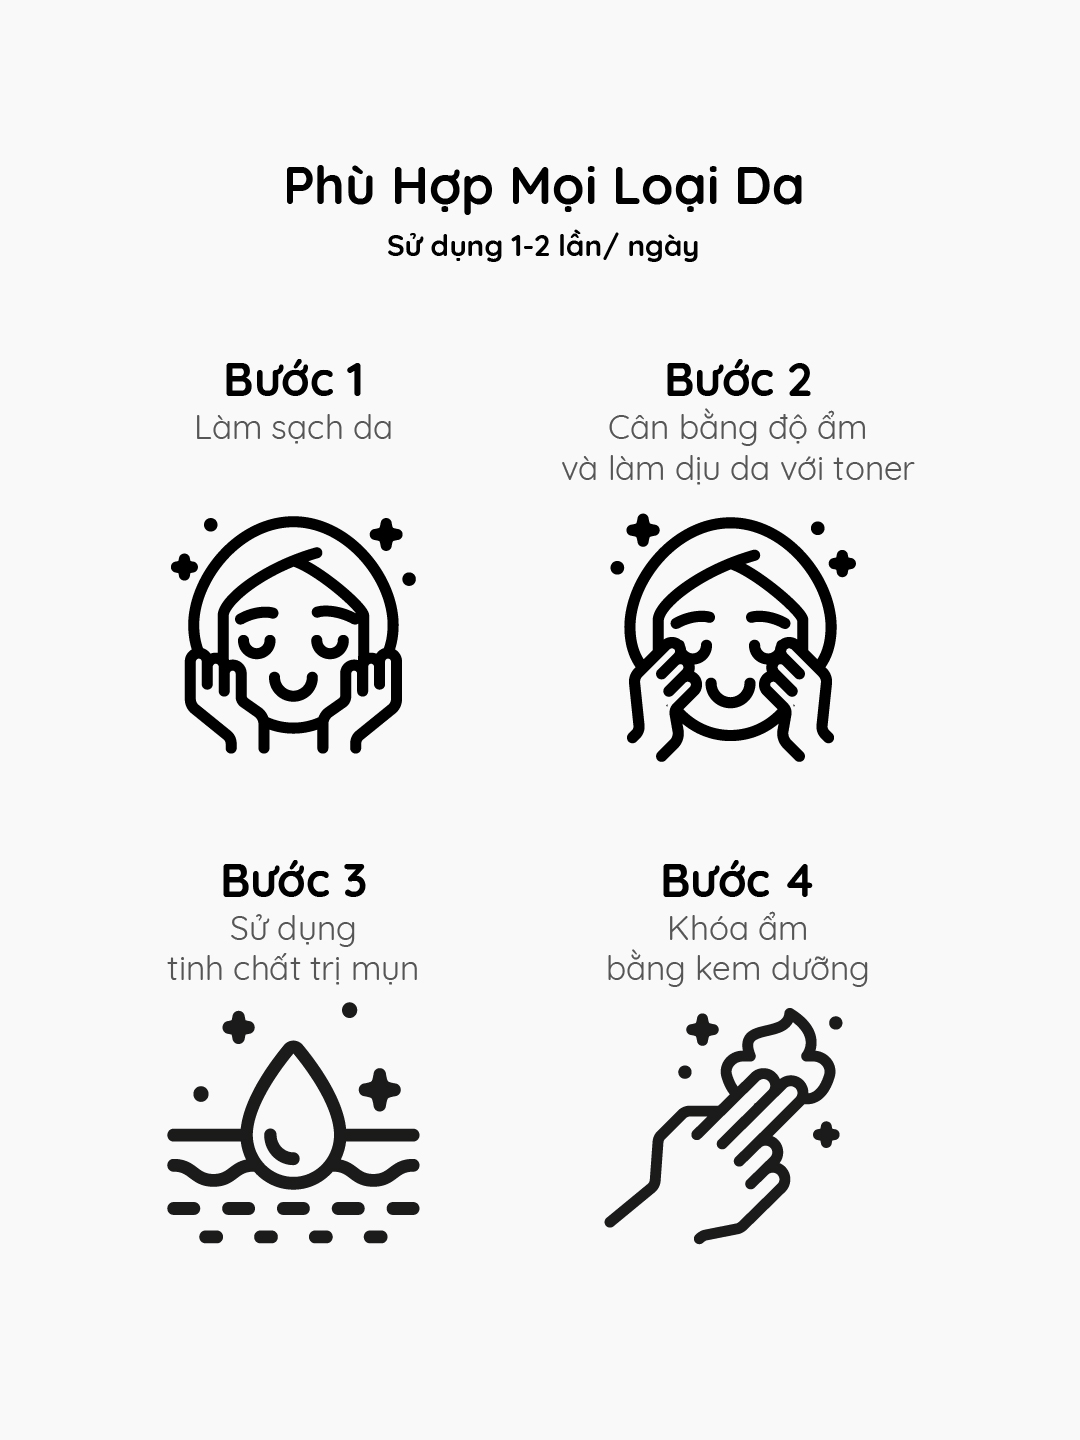 Phù Hợp Mọi Loại Da
Sử dụng 1-2 lần/ ngày
Bước 1
Làm sạch da
Bước 2
Cân bằng độ ẩm
và làm dịu da với toner
Bước 3
Sử dụng
tinh chất trị mụn
Bước 4
Khóa ẩm
bằng kem dưỡng